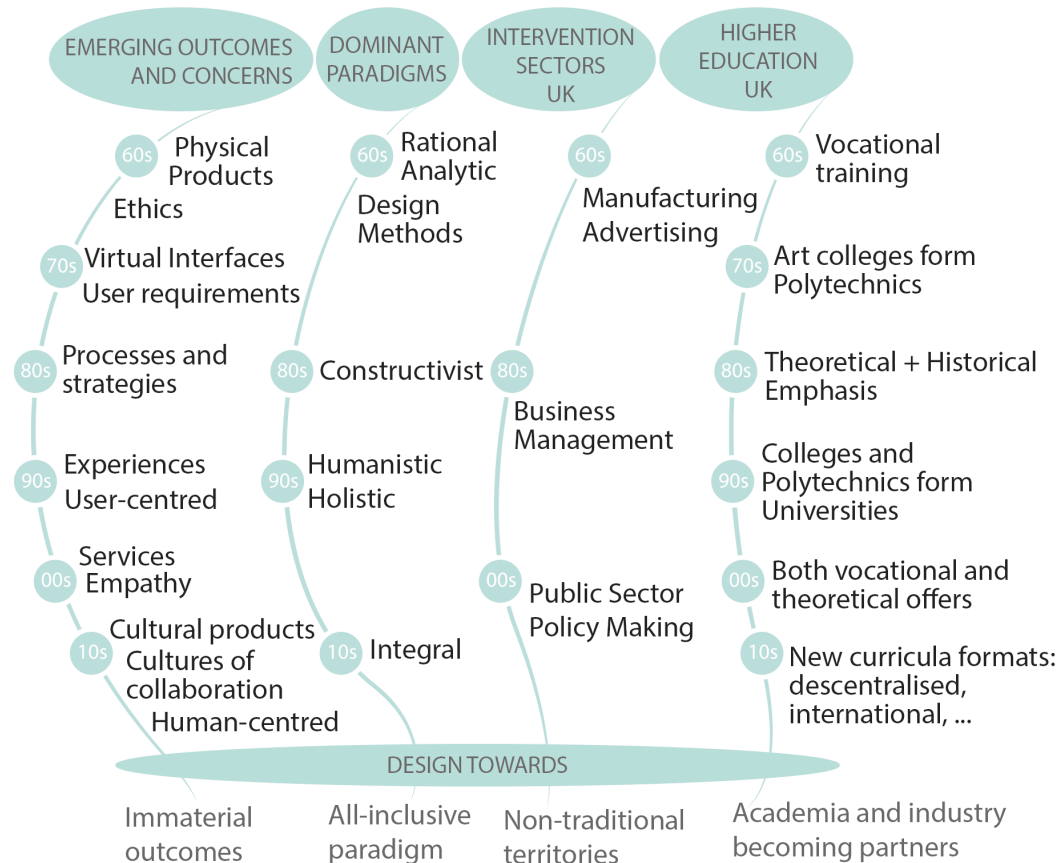 EMERGING OUTCOMES
AND CONCERNS
60s
Physical
Products
Ethics
70s
Virtual Interfaces
User requirements
80s
Processes and
strategies
90s
Experiences
User-centred
00s
Services
Empathy
10s
Cultural products
Cultures of
collaboration
Human-centred
DOMINANT
PARADIGMS
60s
Rational
Analytic
Design
Methods
80s
Constructivist
90s
Humanistic
Holistic
10s
Integral
INTERVENTION
SECTORS
UK
60s
Manufacturing
Advertising
80s
Business
Management
00s
Public Sector
Policy Making
HIGHER
EDUCATION
UK
60s
Vocational
training
70s
Art colleges form
Polytechnics
80s
Theoretical + Historical
Emphasis
90s
Colleges and
Polytechnics form
Universities
00s
Both vocational and
theoretical offers
10s
New curricula formats:
descentralised,
international, ...
DESIGN TOWARDS
Immaterial
outcomes
All-inclusive
paradigm
Non-traditional
territories
Academia and industry
becoming partners